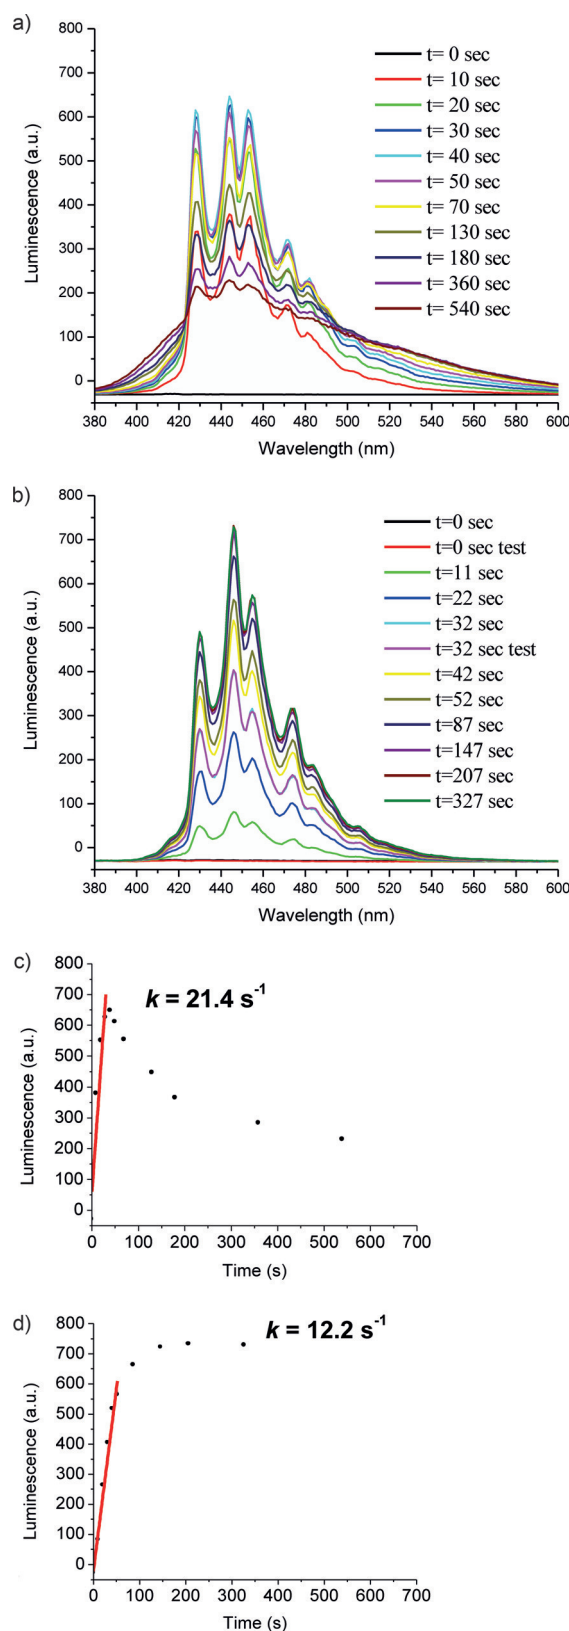 a)
800
700
600
500
400
300
200
100
0
Luminescence (a.u.)
t= 0 sec
t= 10 sec
t= 20 sec
t= 30 sec
t= 40 sec
t= 50 sec
t= 70 sec
t= 130 sec
t= 180 sec
t= 360 sec
t= 540 sec
380 400 420 440 460 480 500 520 540 560 580 600
Wavelength (nm)
b)
800
700
600
500
400
300
200
100
0
Luminescence (a.u.)
t=0 sec
t=0 sec test
t=11 sec
t=22 sec
t=32 sec
t=32 sec test
t=42 sec
t=52 sec
t=87 sec
t=147 sec
t=207 sec
t=327 sec
380 400 420 440 460 480 500 520 540 560 580 600
Wavelength (nm)
c)
800
700
600
500
400
300
200
100
0
Luminescence (a.u.)
k = 21.4 s⁻¹
0 100 200 300 400 500 600 700
Time (s)
d)
800
700
600
500
400
300
200
100
0
Luminescence (a.u.)
k = 12.2 s⁻¹
0 100 200 300 400 500 600 700
Time (s)